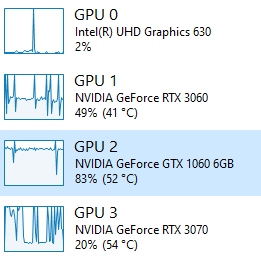 GPU 0
Intel(R) UHD Graphics 630
2%
GPU 1
NVIDIA GeForce RTX 3060
49% (41 °C)
GPU 2
NVIDIA GeForce GTX 1060 6GB
83% (52 °C)
GPU 3
NVIDIA GeForce RTX 3070
20% (54 °C)